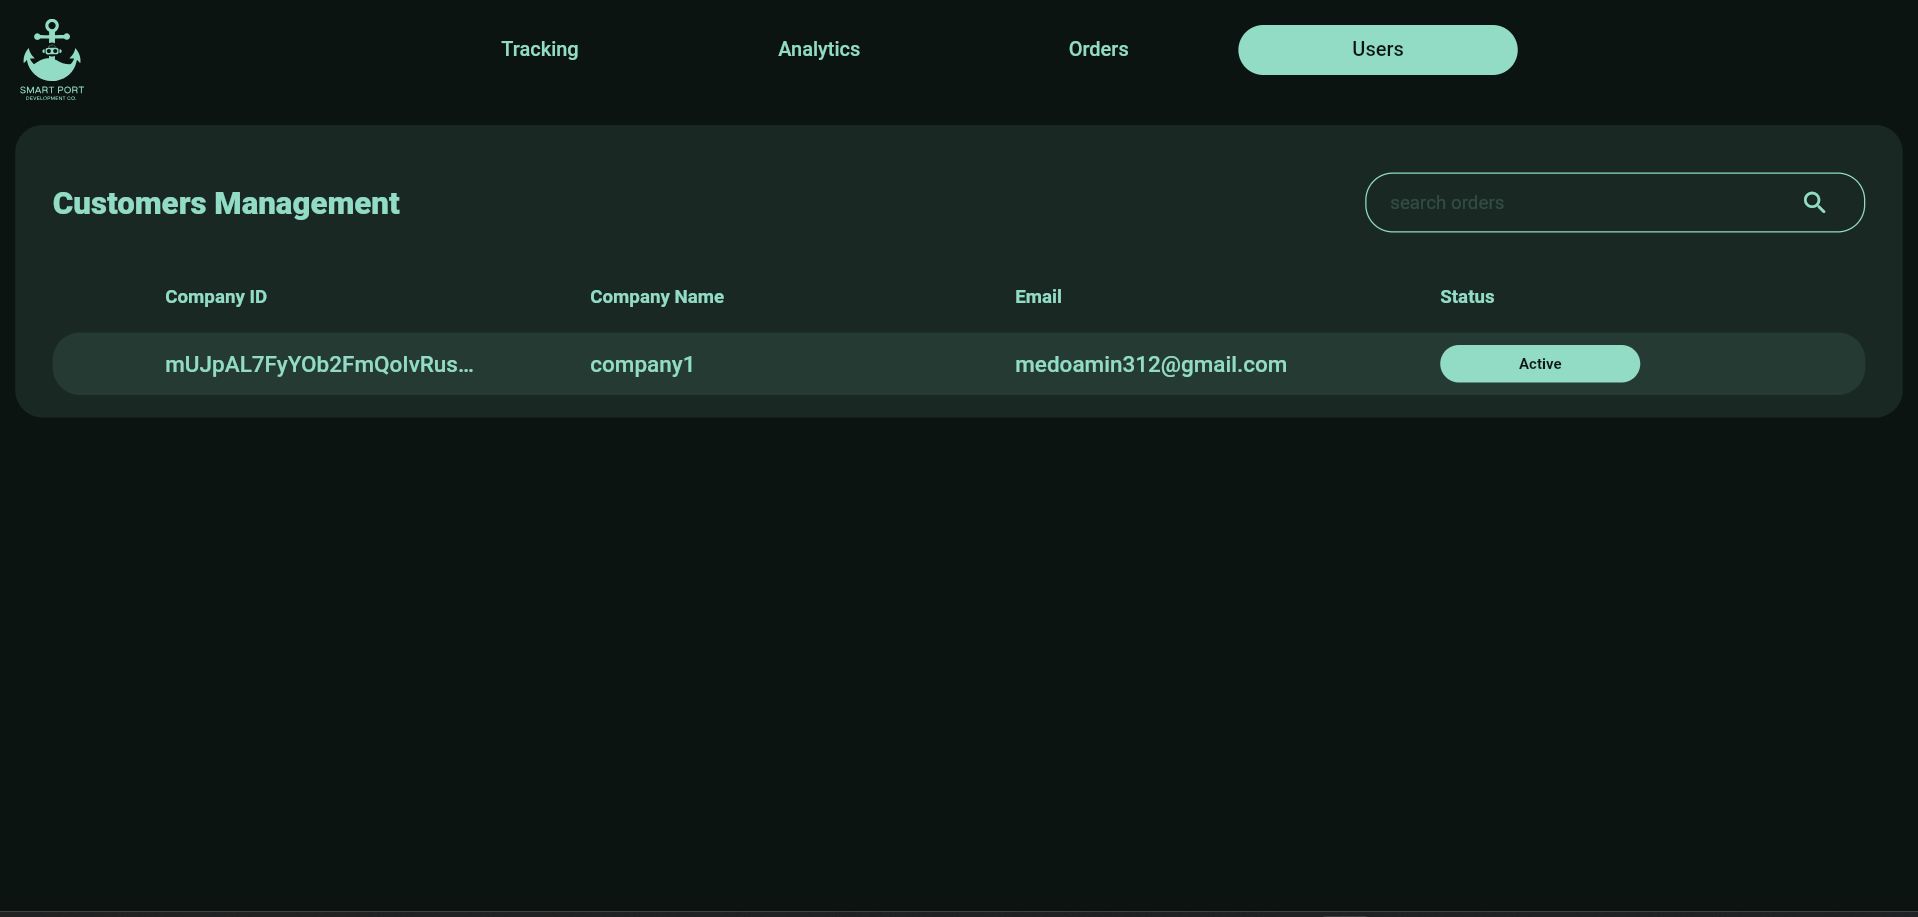 SMART PORT
DEVELOPMENT CO.
Tracking
Analytics
Orders
Users
Customers Management
search orders
Company ID
Company Name
Email
Status
mUJpAL7FyYOb2FmQolvRus...
company1
medoamin312@gmail.com
Active